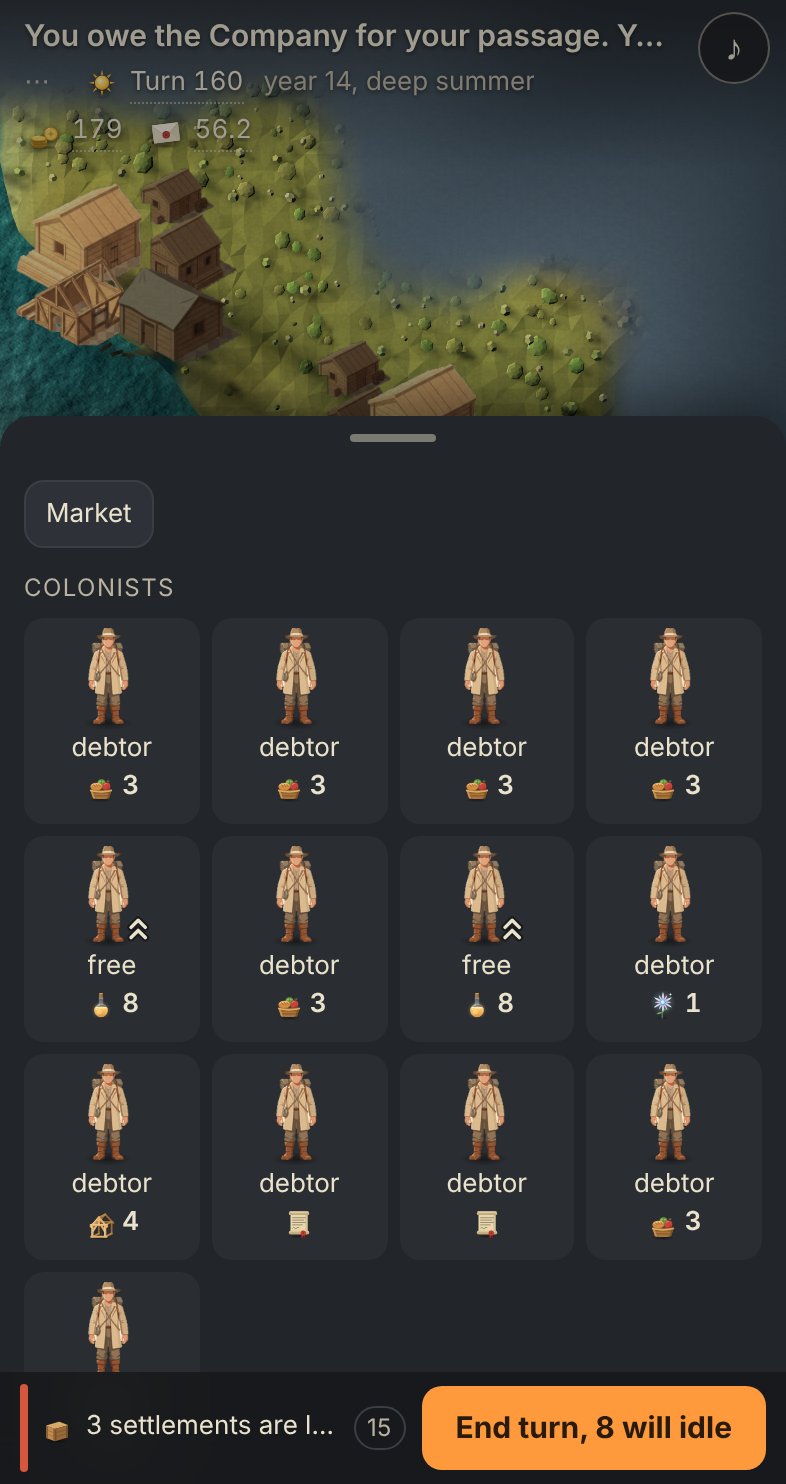 You owe the Company for your passage. Y...
... Turn 160 year 14, deep summer
179 56.2
Market
COLONISTS
debtor debtor debtor debtor
3 3 3 3
free debtor free debtor
8 3 8 1
debtor debtor debtor debtor
4 3
3 settlements are l... 15 End turn, 8 will idle